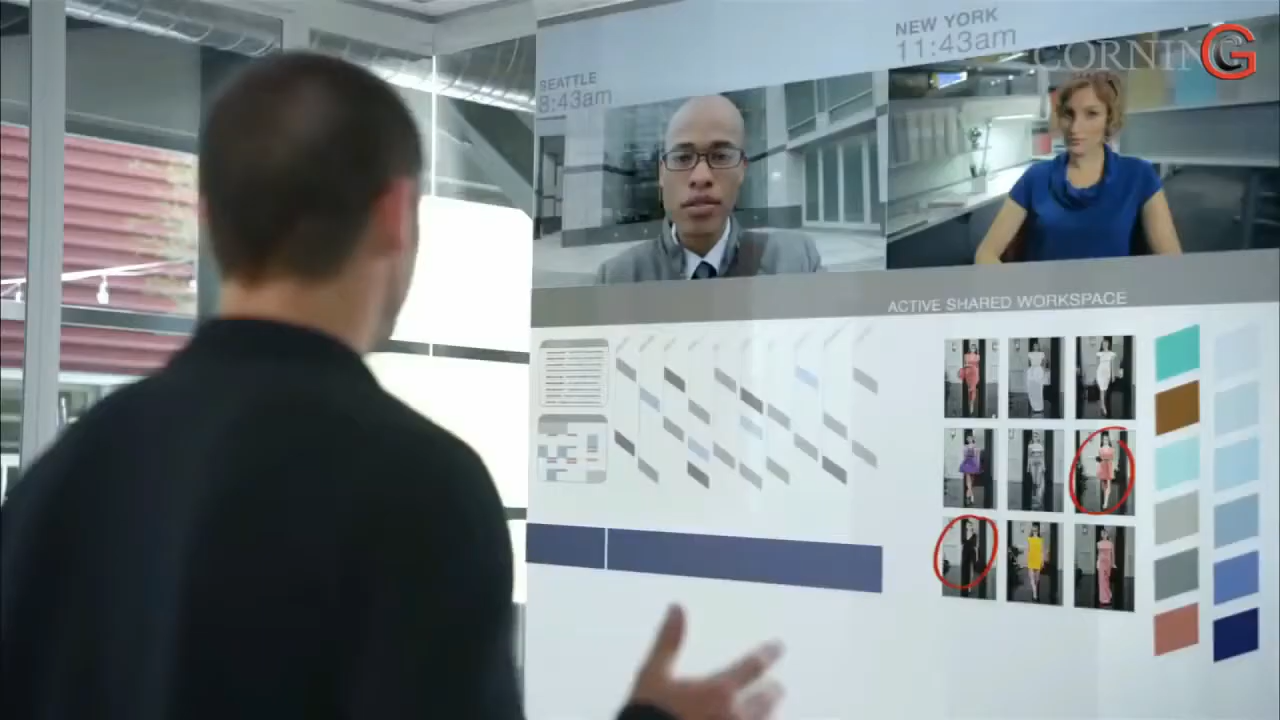 NEW YORK
11:43am
CORNING
G
SEATTLE
8:43am
ACTIVE SHARED WORKSPACE